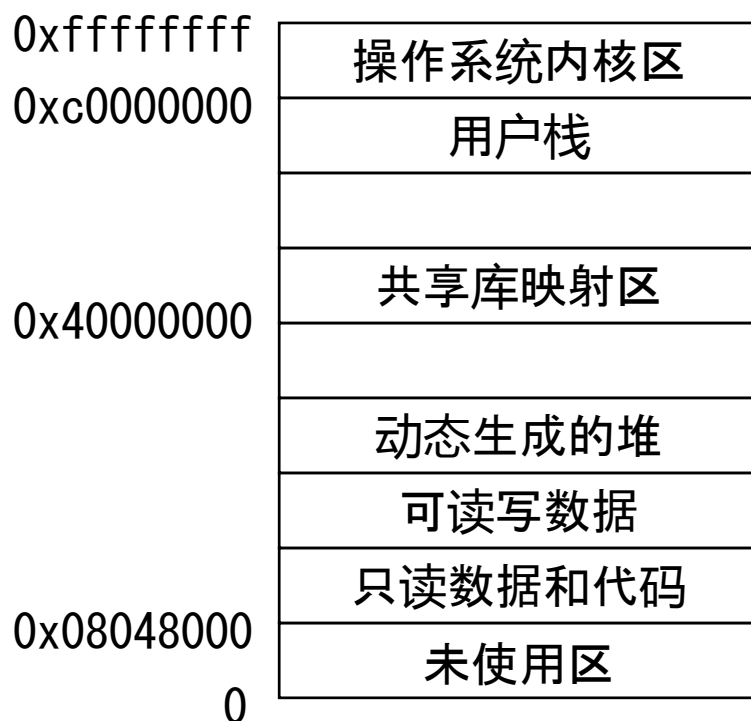 0xffffffff
操作系统内核区
0xc0000000
用户栈
共享库映射区
0x40000000
动态生成的堆
可读写数据
只读数据和代码
0x08048000
未使用区
0